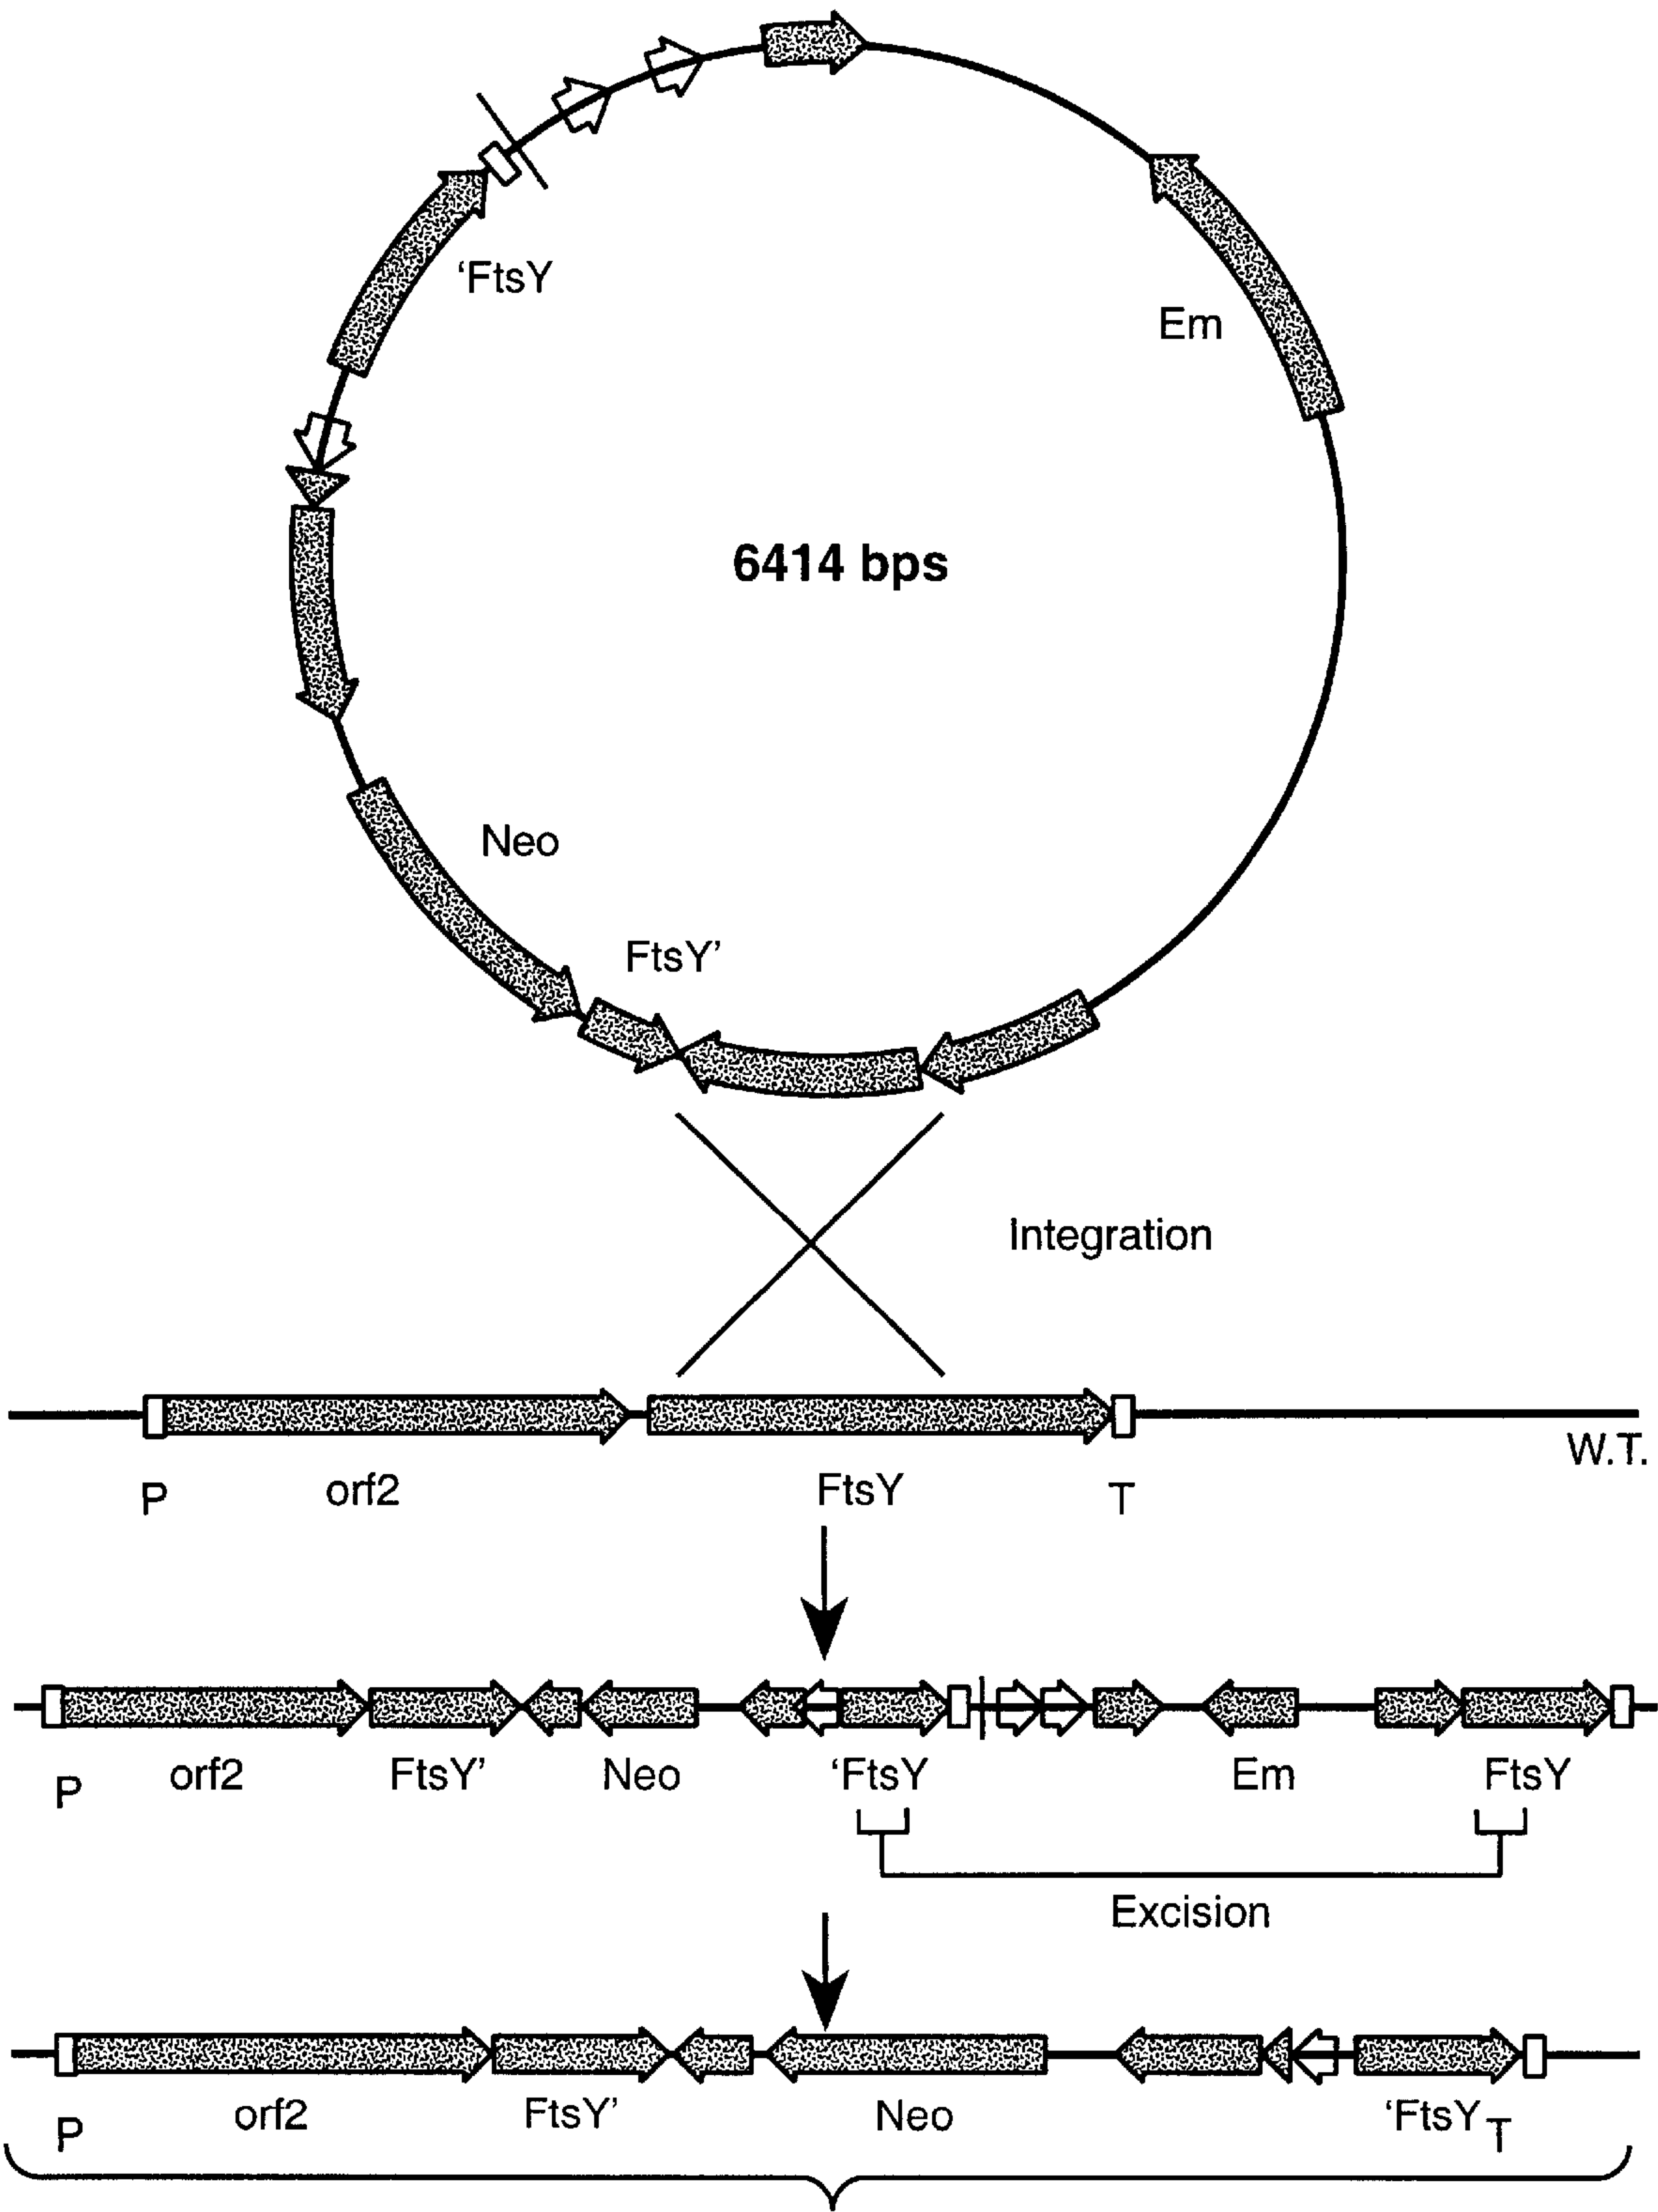 ‘FtsY
Em
6414 bps
Neo
FtsY’
Integration
W.T.
P orf2 FtsY T
P orf2 FtsY’ Neo ‘FtsY Em FtsY
Excision
P orf2 FtsY’ Neo ‘FtsY T